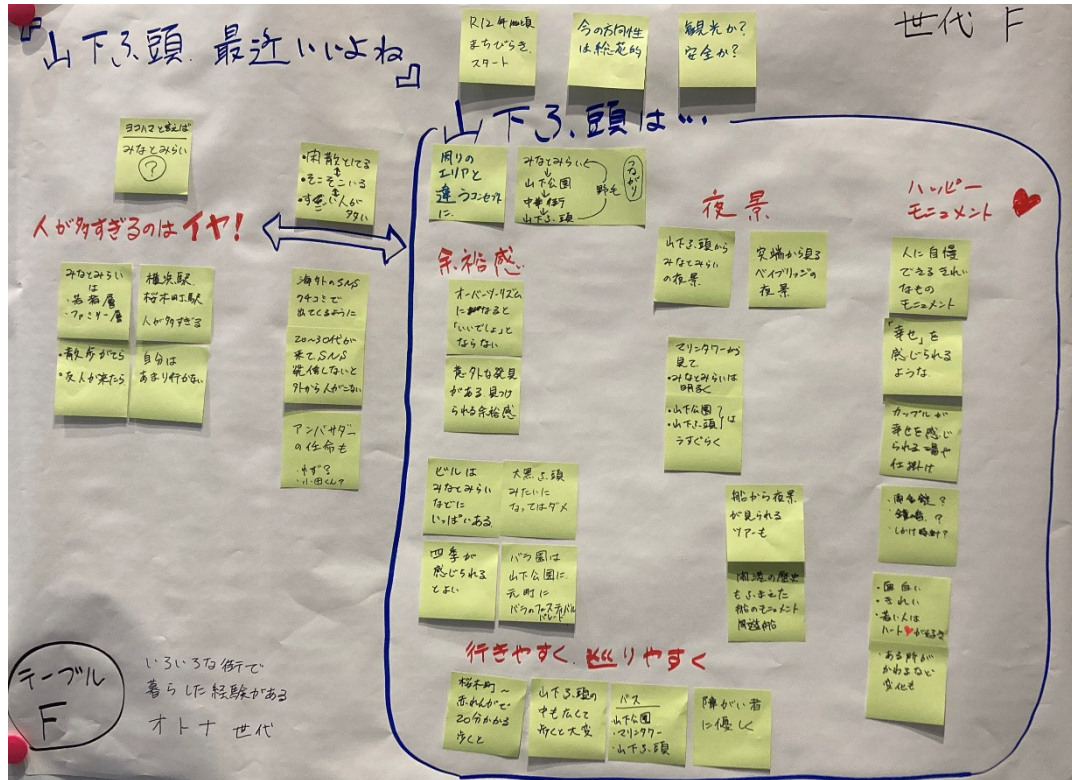 『山下ふ頭、最近いいよね』
世代 F
R12年 頃
まちびらき
スタート
今の方向性
は総花的
観光か?
安全か?
ヨコハマと言えば
みなとみらい
?
・閑散としてる
・そこそこいる
・すごい人が
多い
人が多すぎるのはイヤ!
みなとみらい
は
・若者層
・ファミリー層
横浜駅
桜木町駅
人が多すぎる
・散歩がてら
・友人が来たら
自分は
あまり行かない
海外のSNS
クチコミで
出てくるように
20〜30代が
来てSNS
発信しないと
外から人がこない
アンバサダー
の任命も
・ゆず?
・小田くん?
山下ふ頭は…
周りの
エリアと
違うコンセプト
に
みなとみらい
↓
山下公園
↓
中華街
↓
山下ふ頭
野毛
つながり
余裕感
オーバーツーリズム
になると
「いいでしょ」と
ならない
意外な発見
がある、見つけ
られる余裕感
ビルは
みなとみらい
などに
いっぱいある
大黒ふ頭
みたいに
なってはダメ
四季が
感じられる
とよい
バラ園は
山下公園に
元町に
バラのフェスティバル
パレード
夜景
山下ふ頭から
みなとみらい
の夜景
突端から見る
ベイブリッジの
夜景
マリンタワーから
見て
・みなとみらいは
明るく
・山下公園
・山下ふ頭
は
うすぐらく
船から夜景
が見られる
ツアーも
開港の歴史
もふまえた
船のモニュメント
ハッピー
モニュメント ♥
人に自慢
できるきれい
なもの
モニュメント
「幸せ」を
感じられる
ような
カップルが
幸せを感じ
られる場や
仕掛け
・しかけ時計?
・面白い
・きれい
・若い人は
ハート♥が好き
・ある時が
かわるなど
変化も
行きやすく、巡りやすく
桜木町〜
赤れんがで
20分かかる
歩くと
山下ふ頭の
中も広くて
歩くと大変
バス
山下公園
・マリンタワー
・山下ふ頭
障がい者
に優しく
テーブル
F
いろいろな街で
暮らした経験がある
オトナ世代